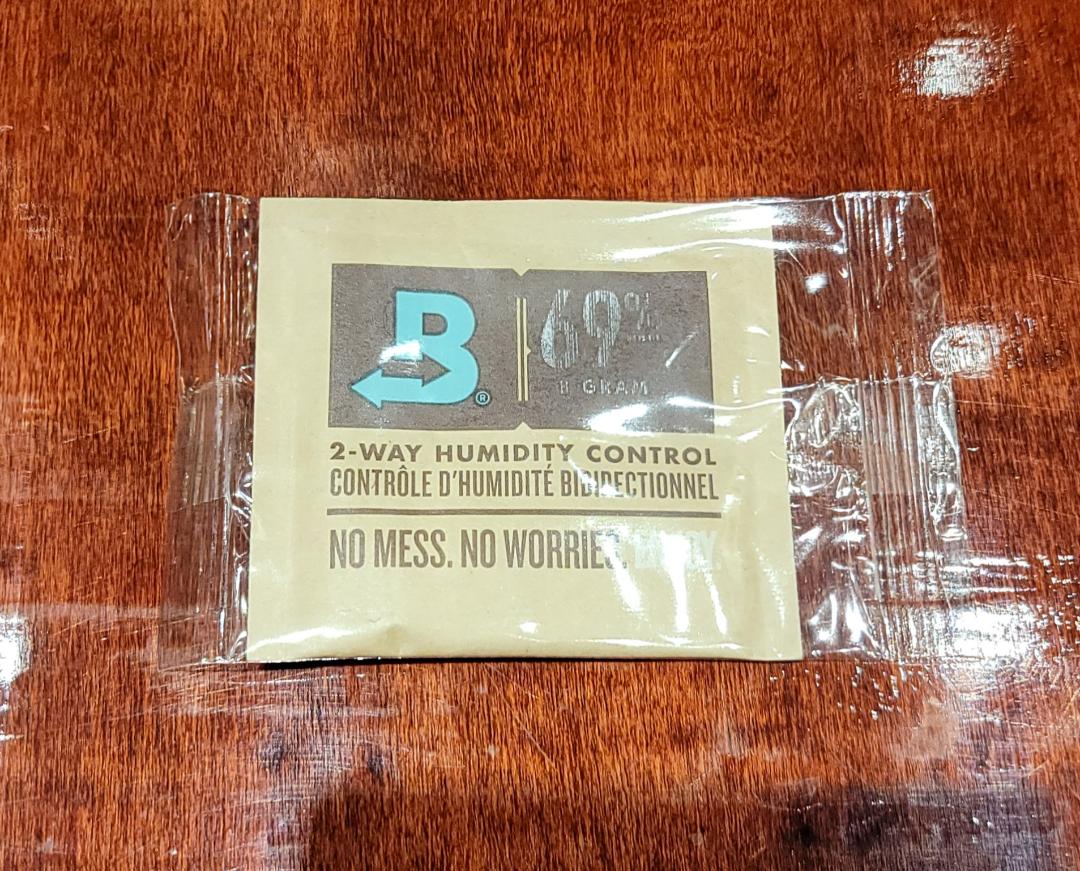 B®
69%
8 GRAM
2-WAY HUMIDITY CONTROL
CONTRÔLE D'HUMIDITÉ BIDIRECTIONNEL
NO MESS. NO WORRIES.